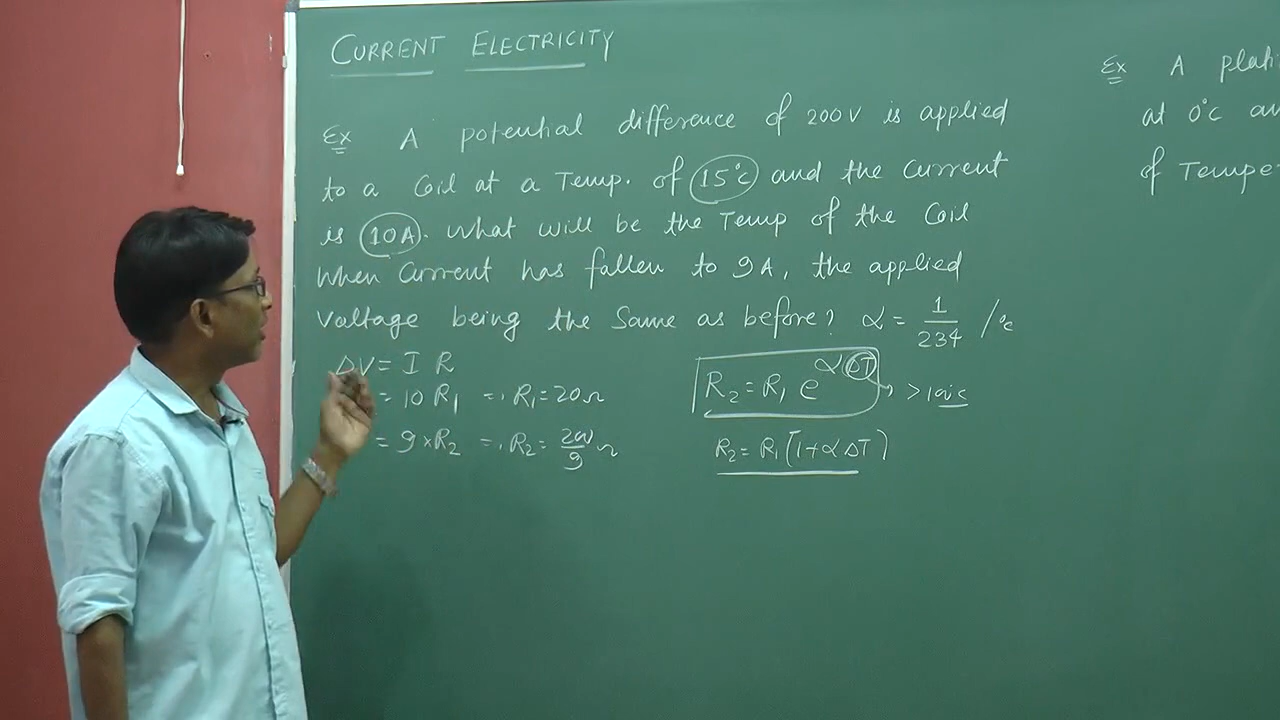 CURRENT ELECTRICITY
Ex A potential difference of 200V is applied
to a Coil at a Temp. of 15°C and the Current
is 10A. What will be the Temp of the Coil
When Current has fallen to 9A, the applied
Voltage being the Same as before? α = 1/234 /°C
ΔV = I R
= 10 R₁ ⇒ R₁ = 20Ω
= 9 × R₂ ⇒ R₂ = 200/9 Ω
R₂ = R₁ e^αΔT → > 100°C
R₂ = R₁ (1 + α ΔT)
Ex A plati
at 0°C an
of Tempe